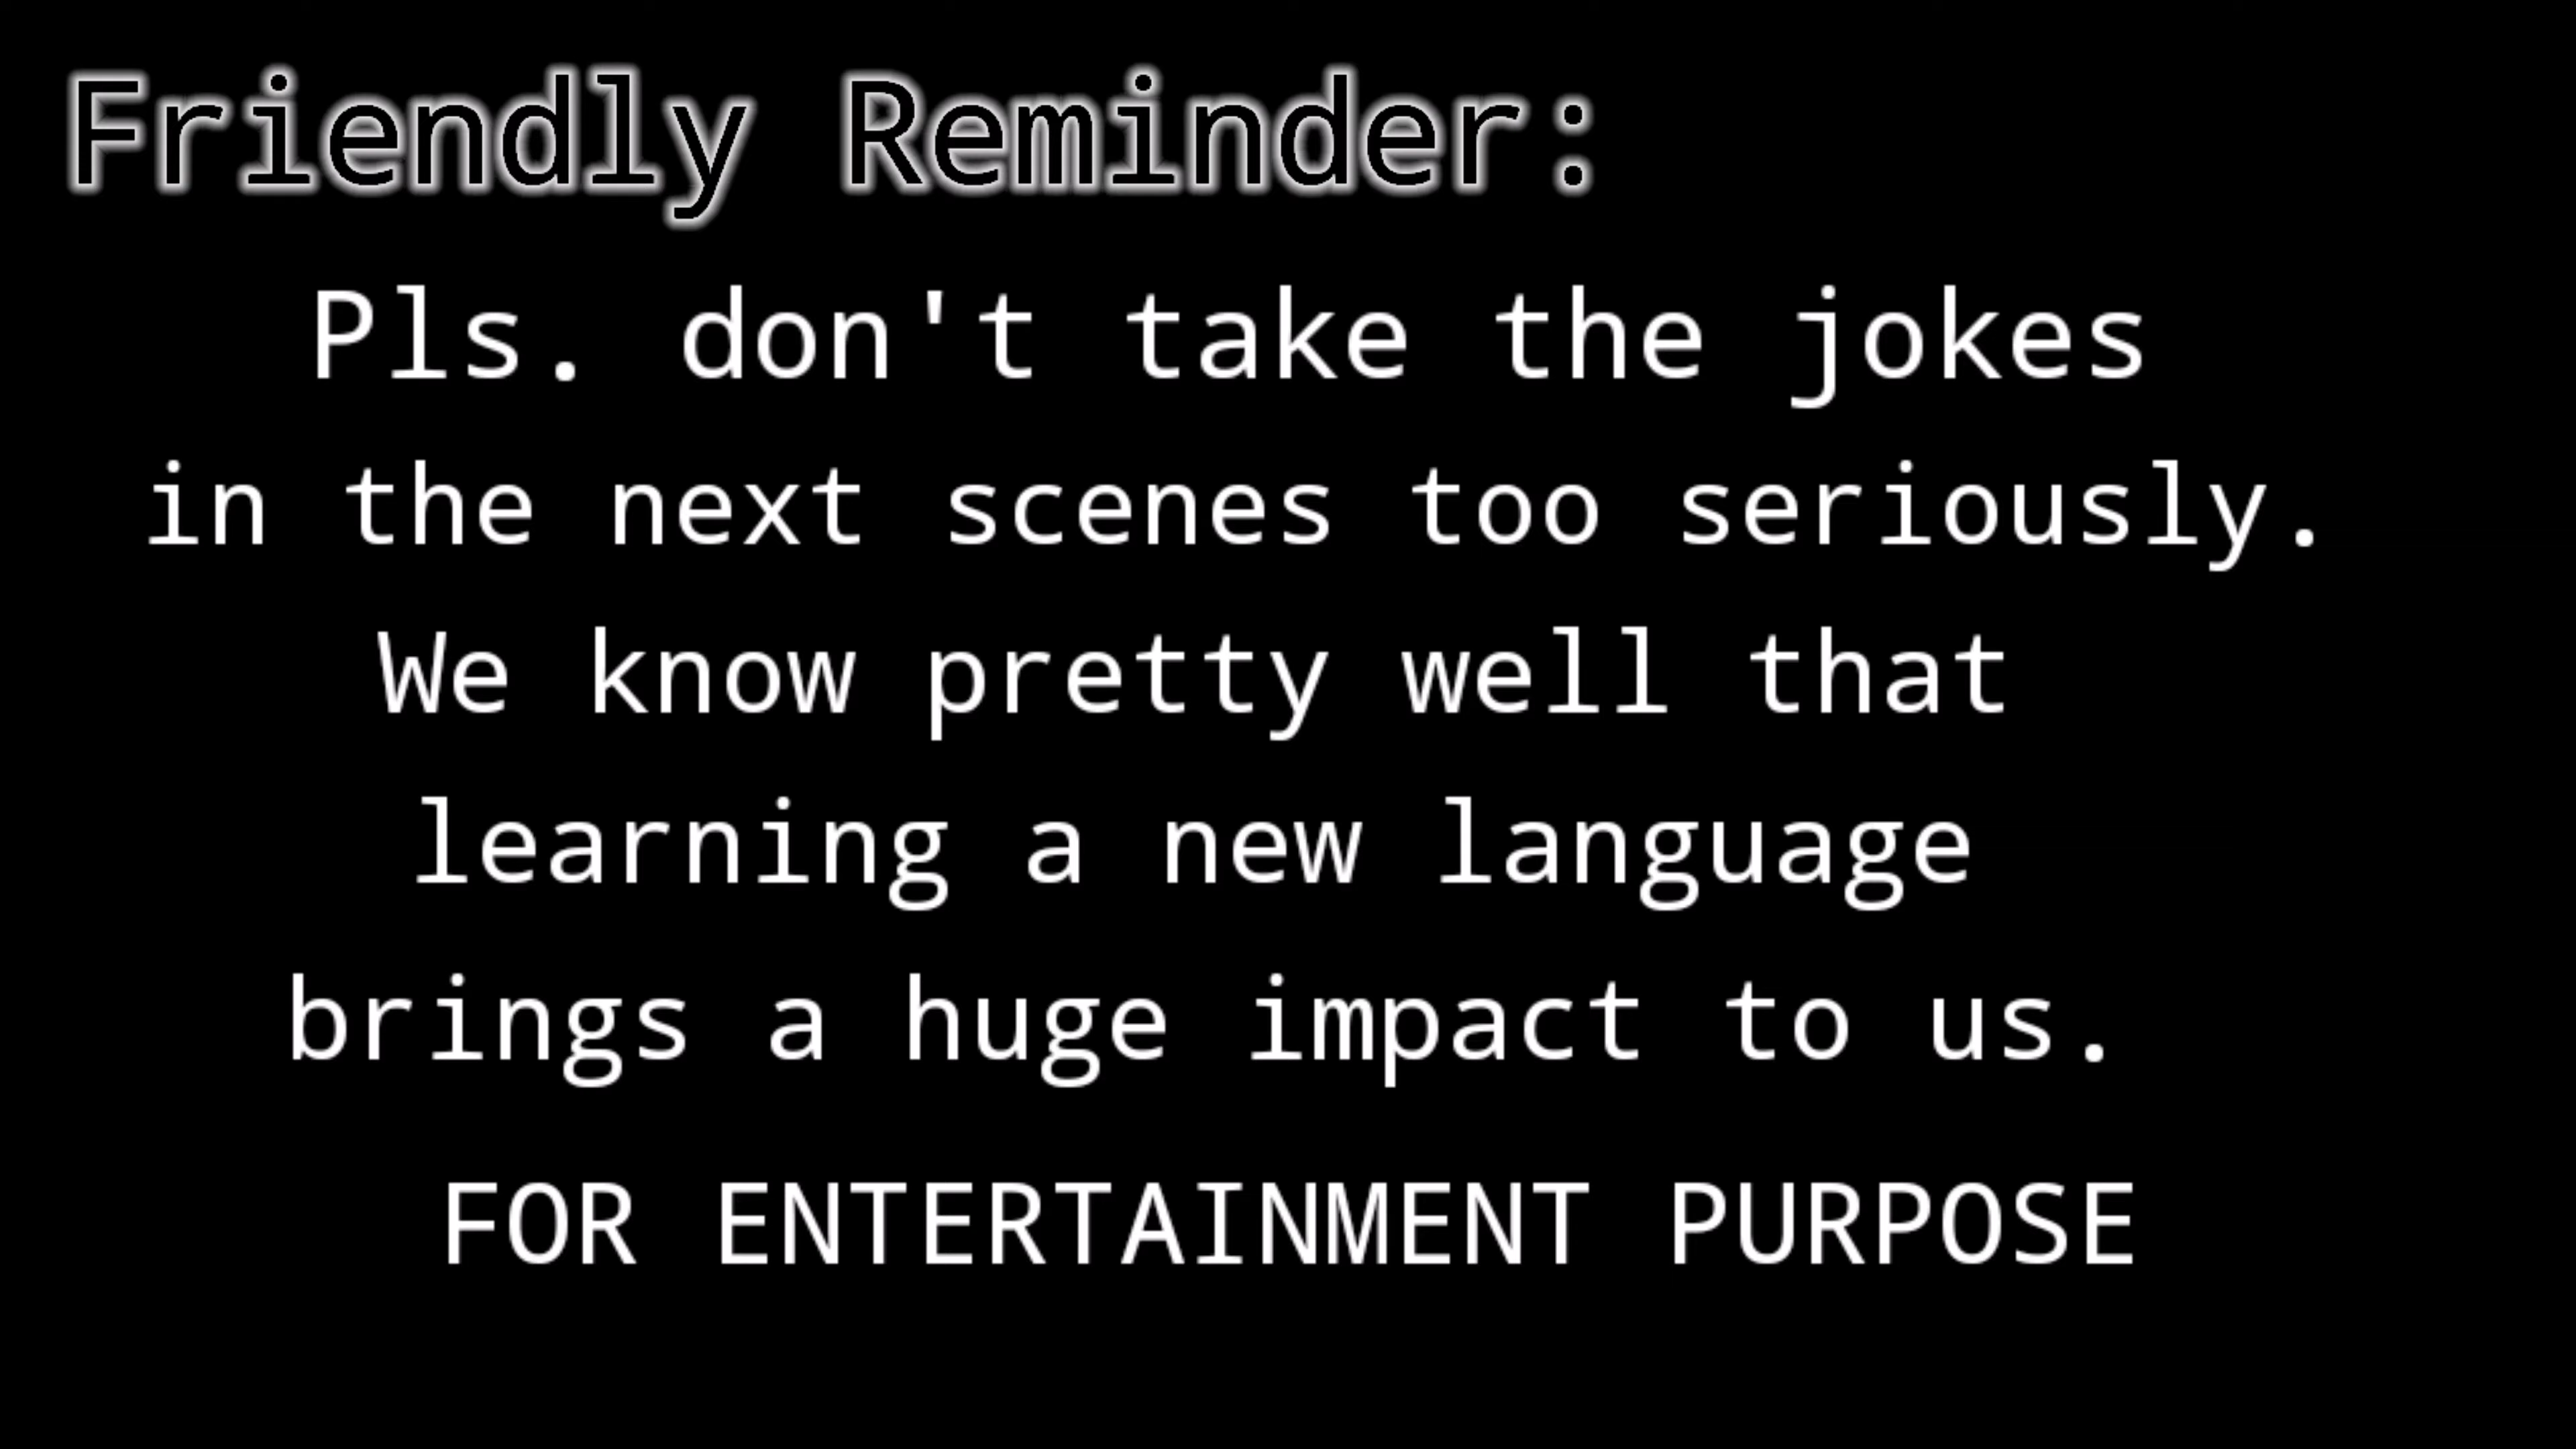 Friendly Reminder:
Pls. don't take the jokes
in the next scenes too seriously.
We know pretty well that
learning a new language
brings a huge impact to us.
FOR ENTERTAINMENT PURPOSE